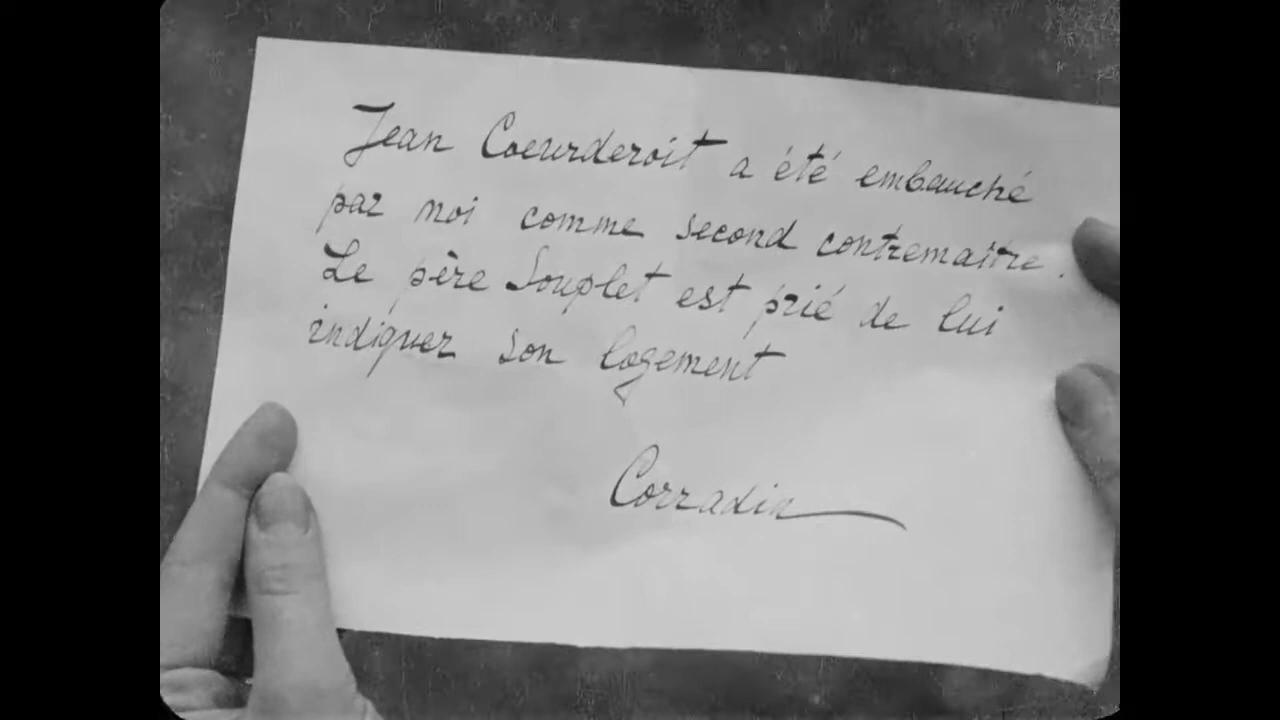 Jean Coeurderoit a été embauché
par moi comme second contremaître.
Le père Souplet est prié de lui
indiquer son logement
Corradin